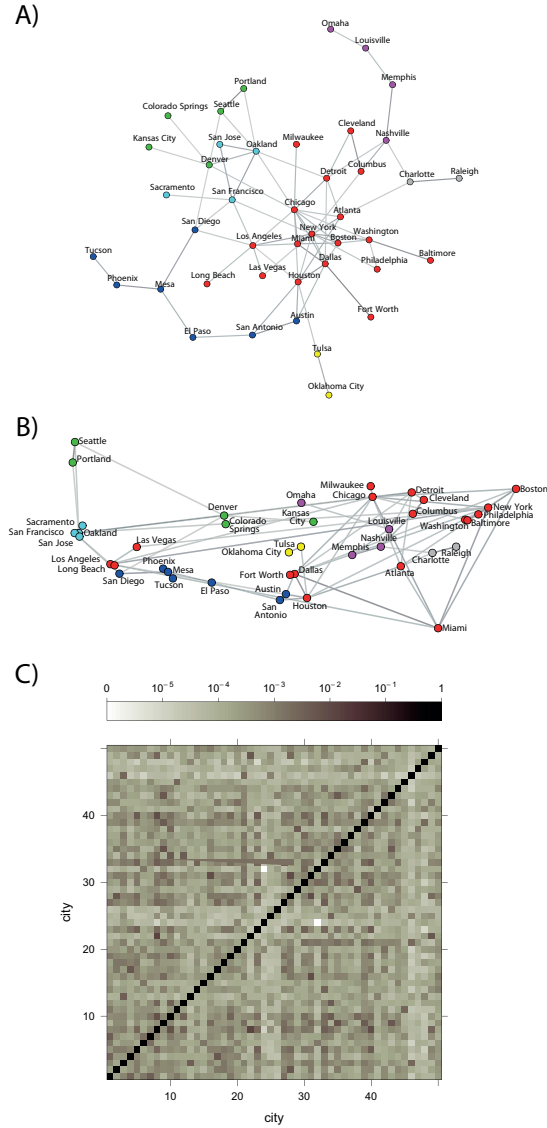 A)
Omaha
Louisville
Memphis
Portland
Colorado Springs
Seattle
Cleveland
Nashville
Kansas City
San Jose
Oakland
Milwaukee
Denver
Detroit
Columbus
Charlotte
Raleigh
Sacramento
San Francisco
Chicago
Atlanta
San Diego
New York
Washington
Los Angeles
Miami
Boston
Tucson
Dallas
Philadelphia
Baltimore
Long Beach
Las Vegas
Phoenix
Mesa
Houston
Fort Worth
Austin
El Paso
San Antonio
Tulsa
Oklahoma City
B)
Seattle
Portland
Milwaukee
Chicago
Detroit
Boston
Omaha
Cleveland
Denver
New York
Colorado
Springs
Kansas
City
Columbus
Philadelphia
Sacramento
San Francisco
Oakland
Louisville
Washington
Baltimore
San Jose
Las Vegas
Tulsa
Nashville
Oklahoma City
Memphis
Raleigh
Charlotte
Los Angeles
Long Beach
Phoenix
Mesa
Fort Worth
Dallas
Atlanta
San Diego
Tucson
El Paso
Austin
San
Antonio
Houston
Miami
C)
0 10⁻⁵ 10⁻⁴ 10⁻³ 10⁻² 10⁻¹ 1
40
30
city
20
10
10 20 30 40
city